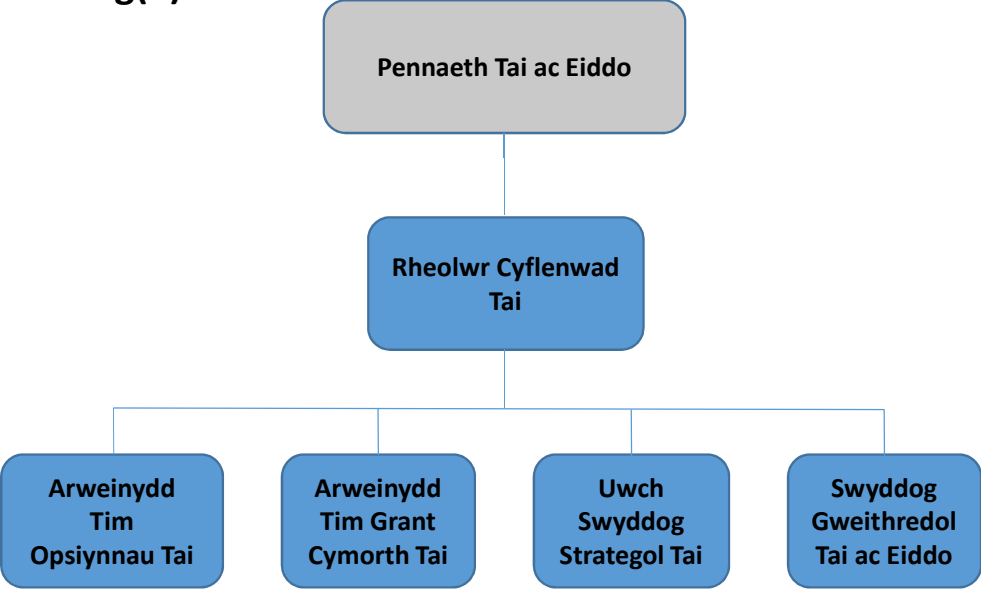 Pennaeth Tai ac Eiddo
Rheolwr Cyflenwad
Tai
Arweinydd
Tim
Opsiynnau Tai
Arweinydd
Tim Grant
Cymorth Tai
Uwch
Swyddog
Strategol Tai
Swyddog
Gweithredol
Tai ac Eiddo